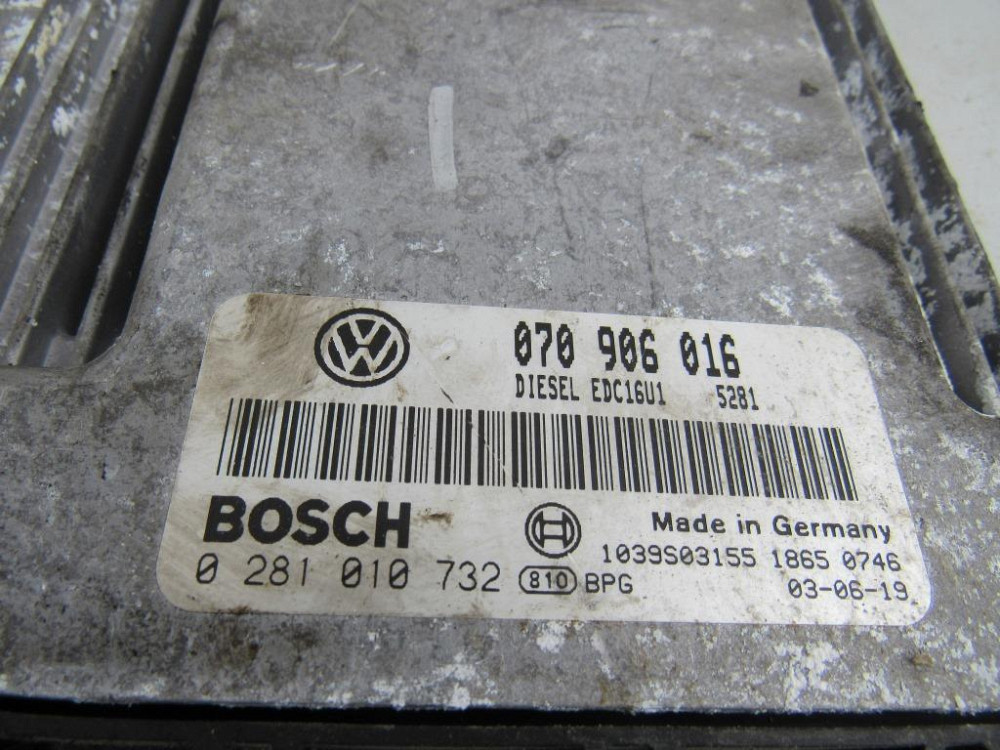 070 906 016
DIESEL EDC16U1 5281
BOSCH
Made in Germany
1039S03155 1865 0746
0 281 010 732 810 BPG
03-06-19